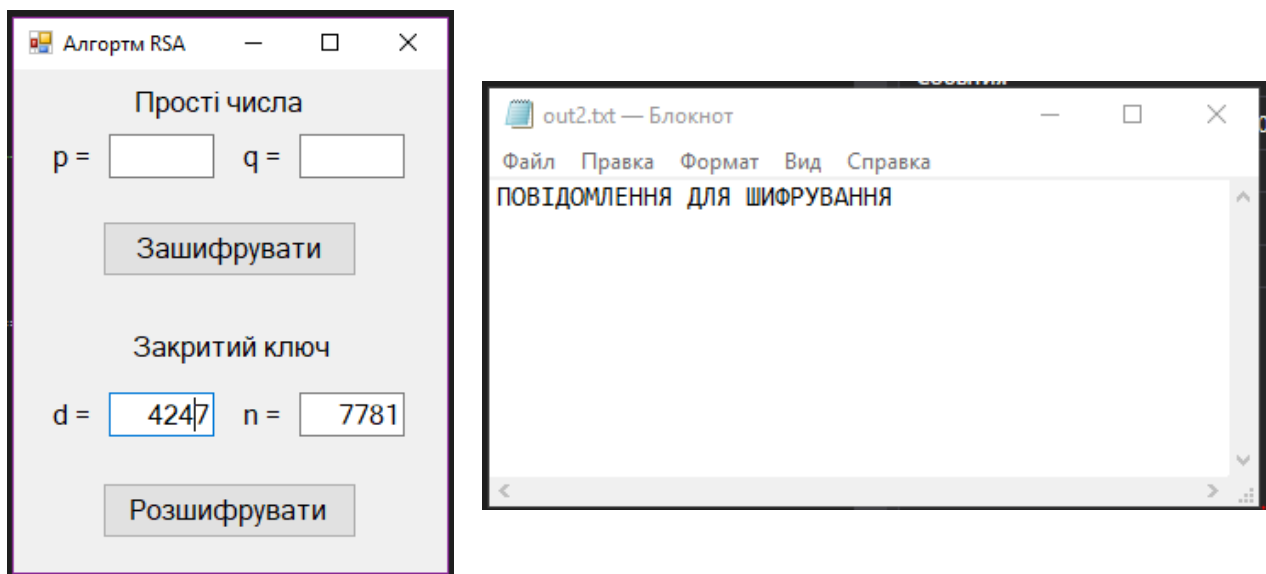 Алгортм RSA
Прості числа
p = q =
Зашифрувати
Закритий ключ
d = 4247 n = 7781
Розшифрувати
out2.txt — Блокнот
Файл Правка Формат Вид Справка
ПОВІДОМЛЕННЯ ДЛЯ ШИФРУВАННЯ